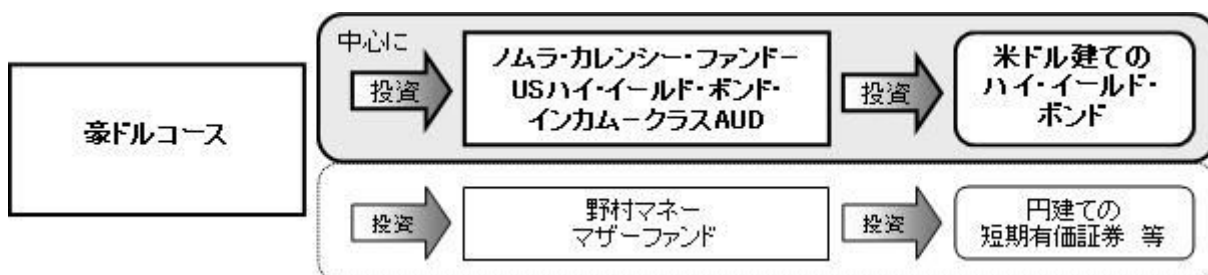 豪ドルコース
中心に
投資
ノムラ・カレンシー・ファンドー
USハイ・イールド・ボンド・
インカムークラスAUD
投資
米ドル建ての
ハイ・イールド・
ボンド
投資
野村マネー
マザーファンド
投資
円建ての
短期有価証券 等